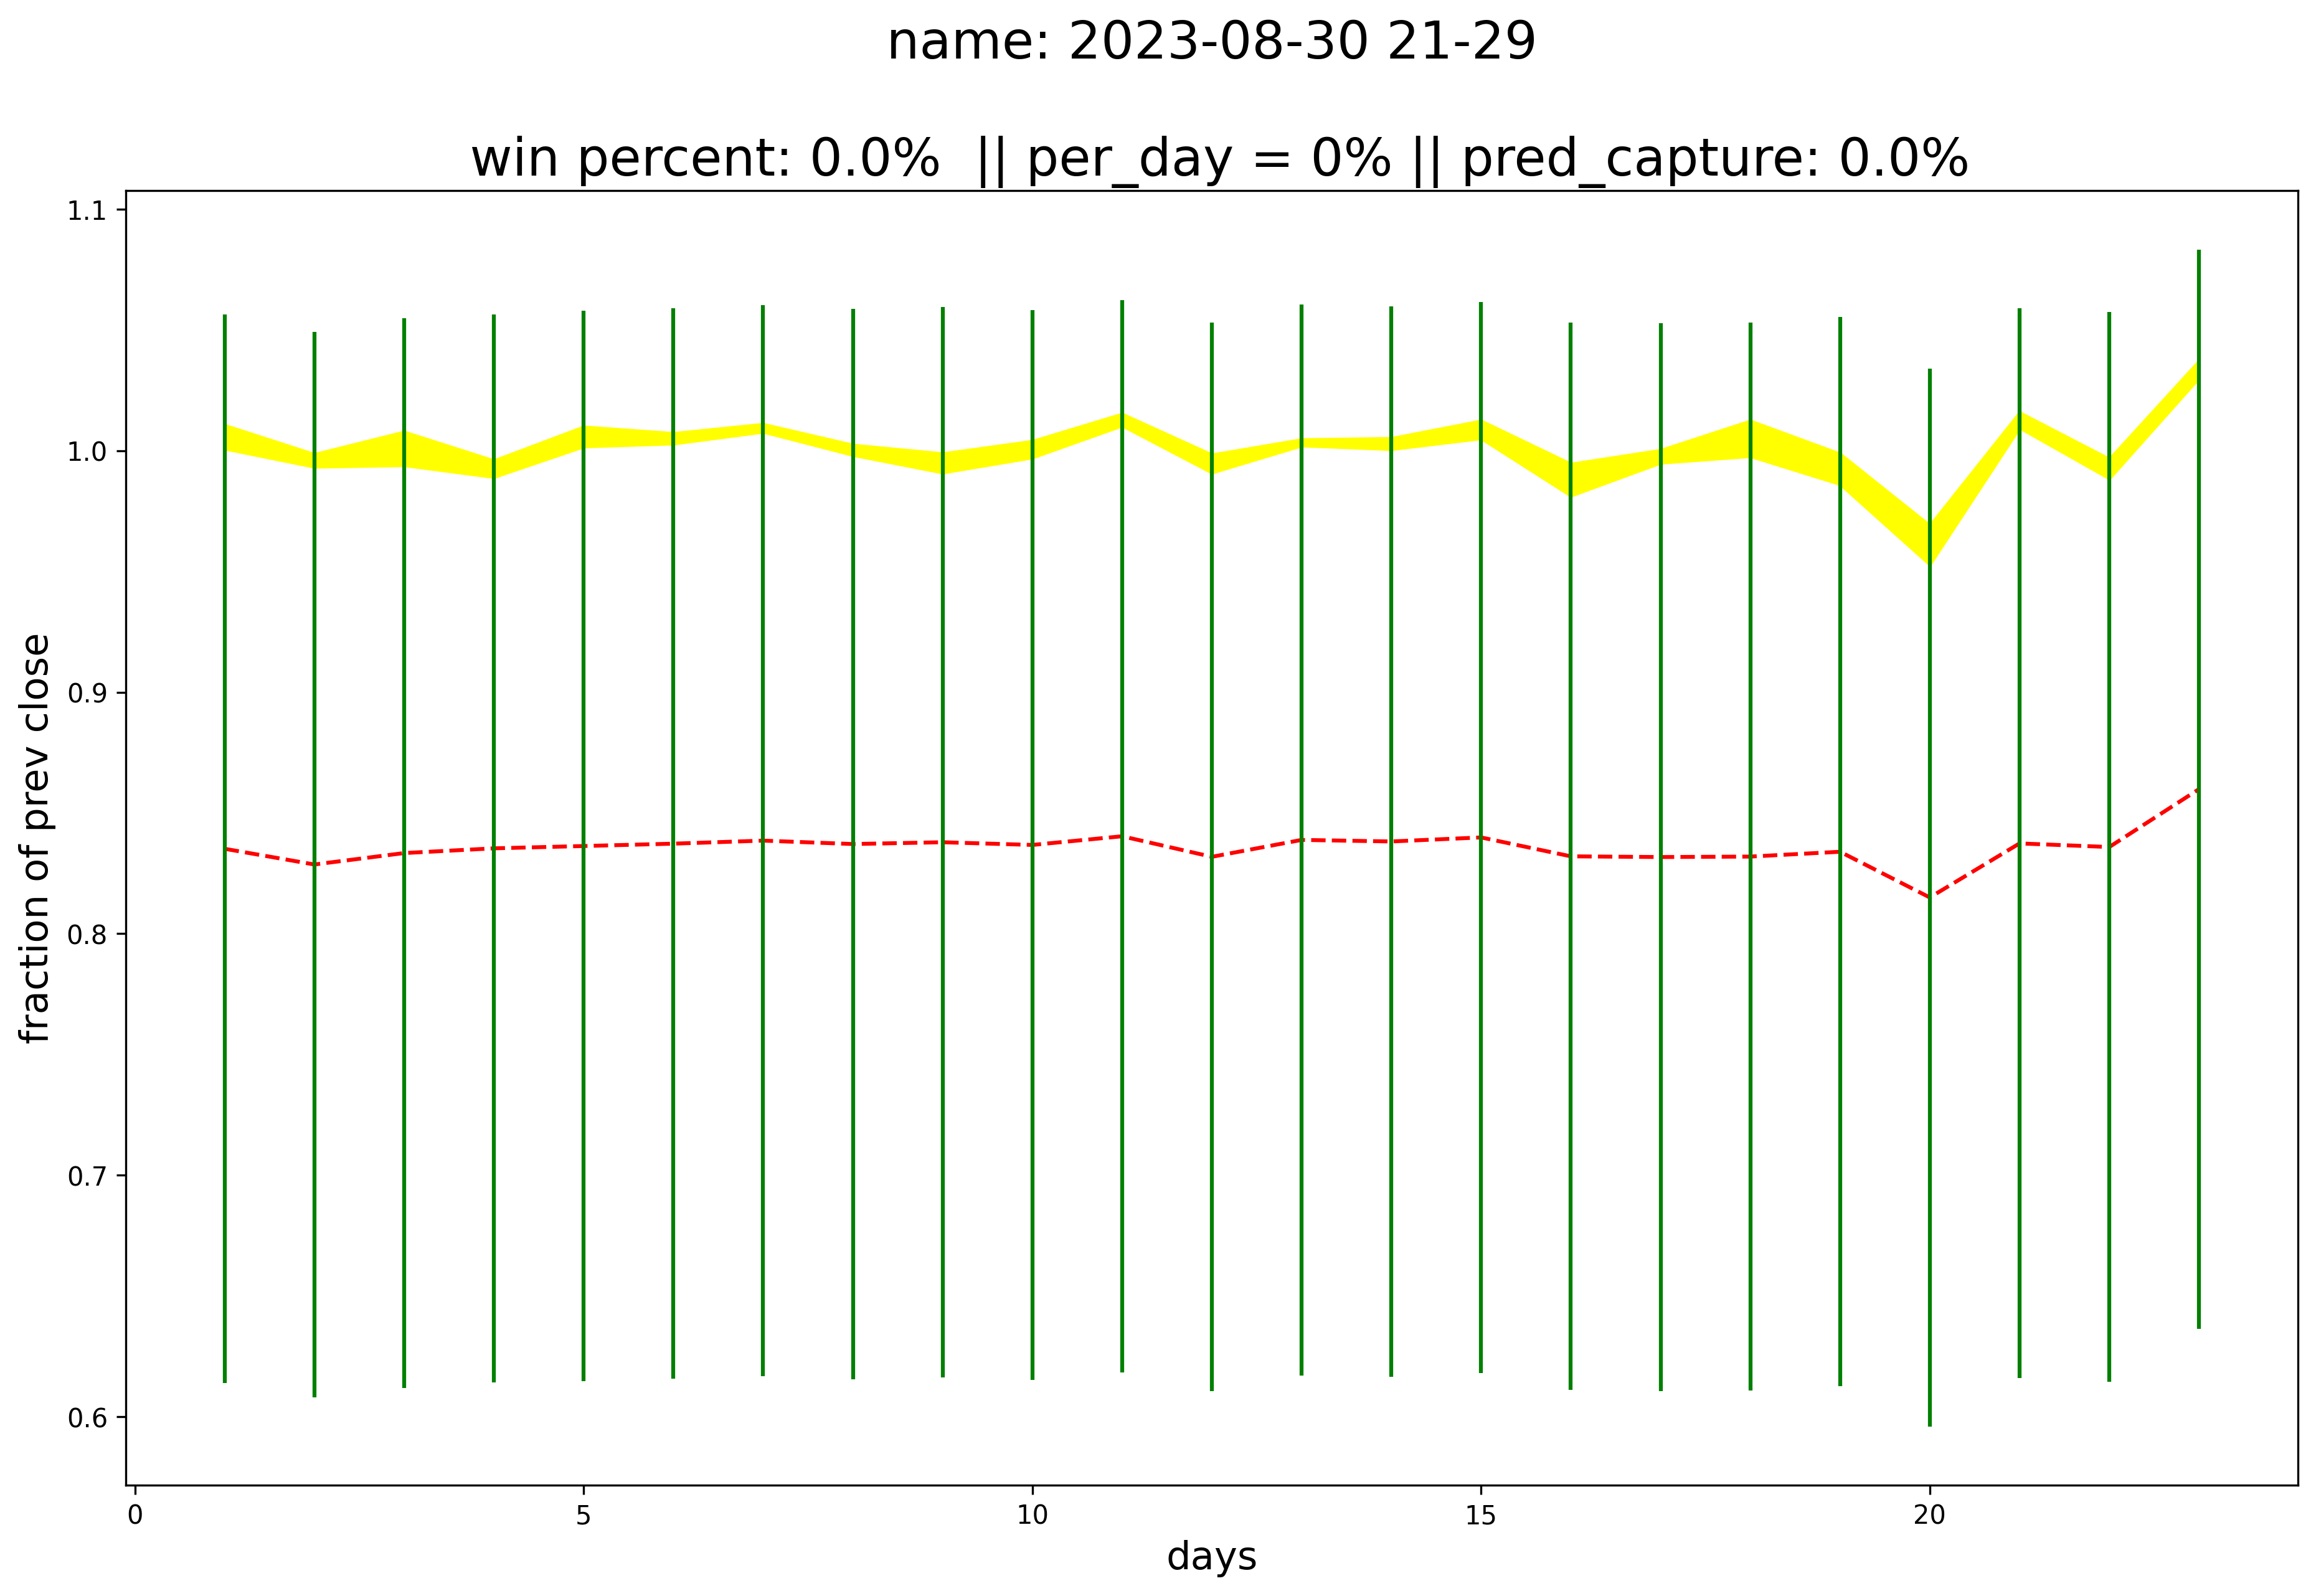 name: 2023-08-30 21-29
win percent: 0.0%  || per_day = 0% || pred_capture: 0.0%
1.1
1.0
0.9
0.8
0.7
0.6
fraction of prev close
0 5 10 15 20
days